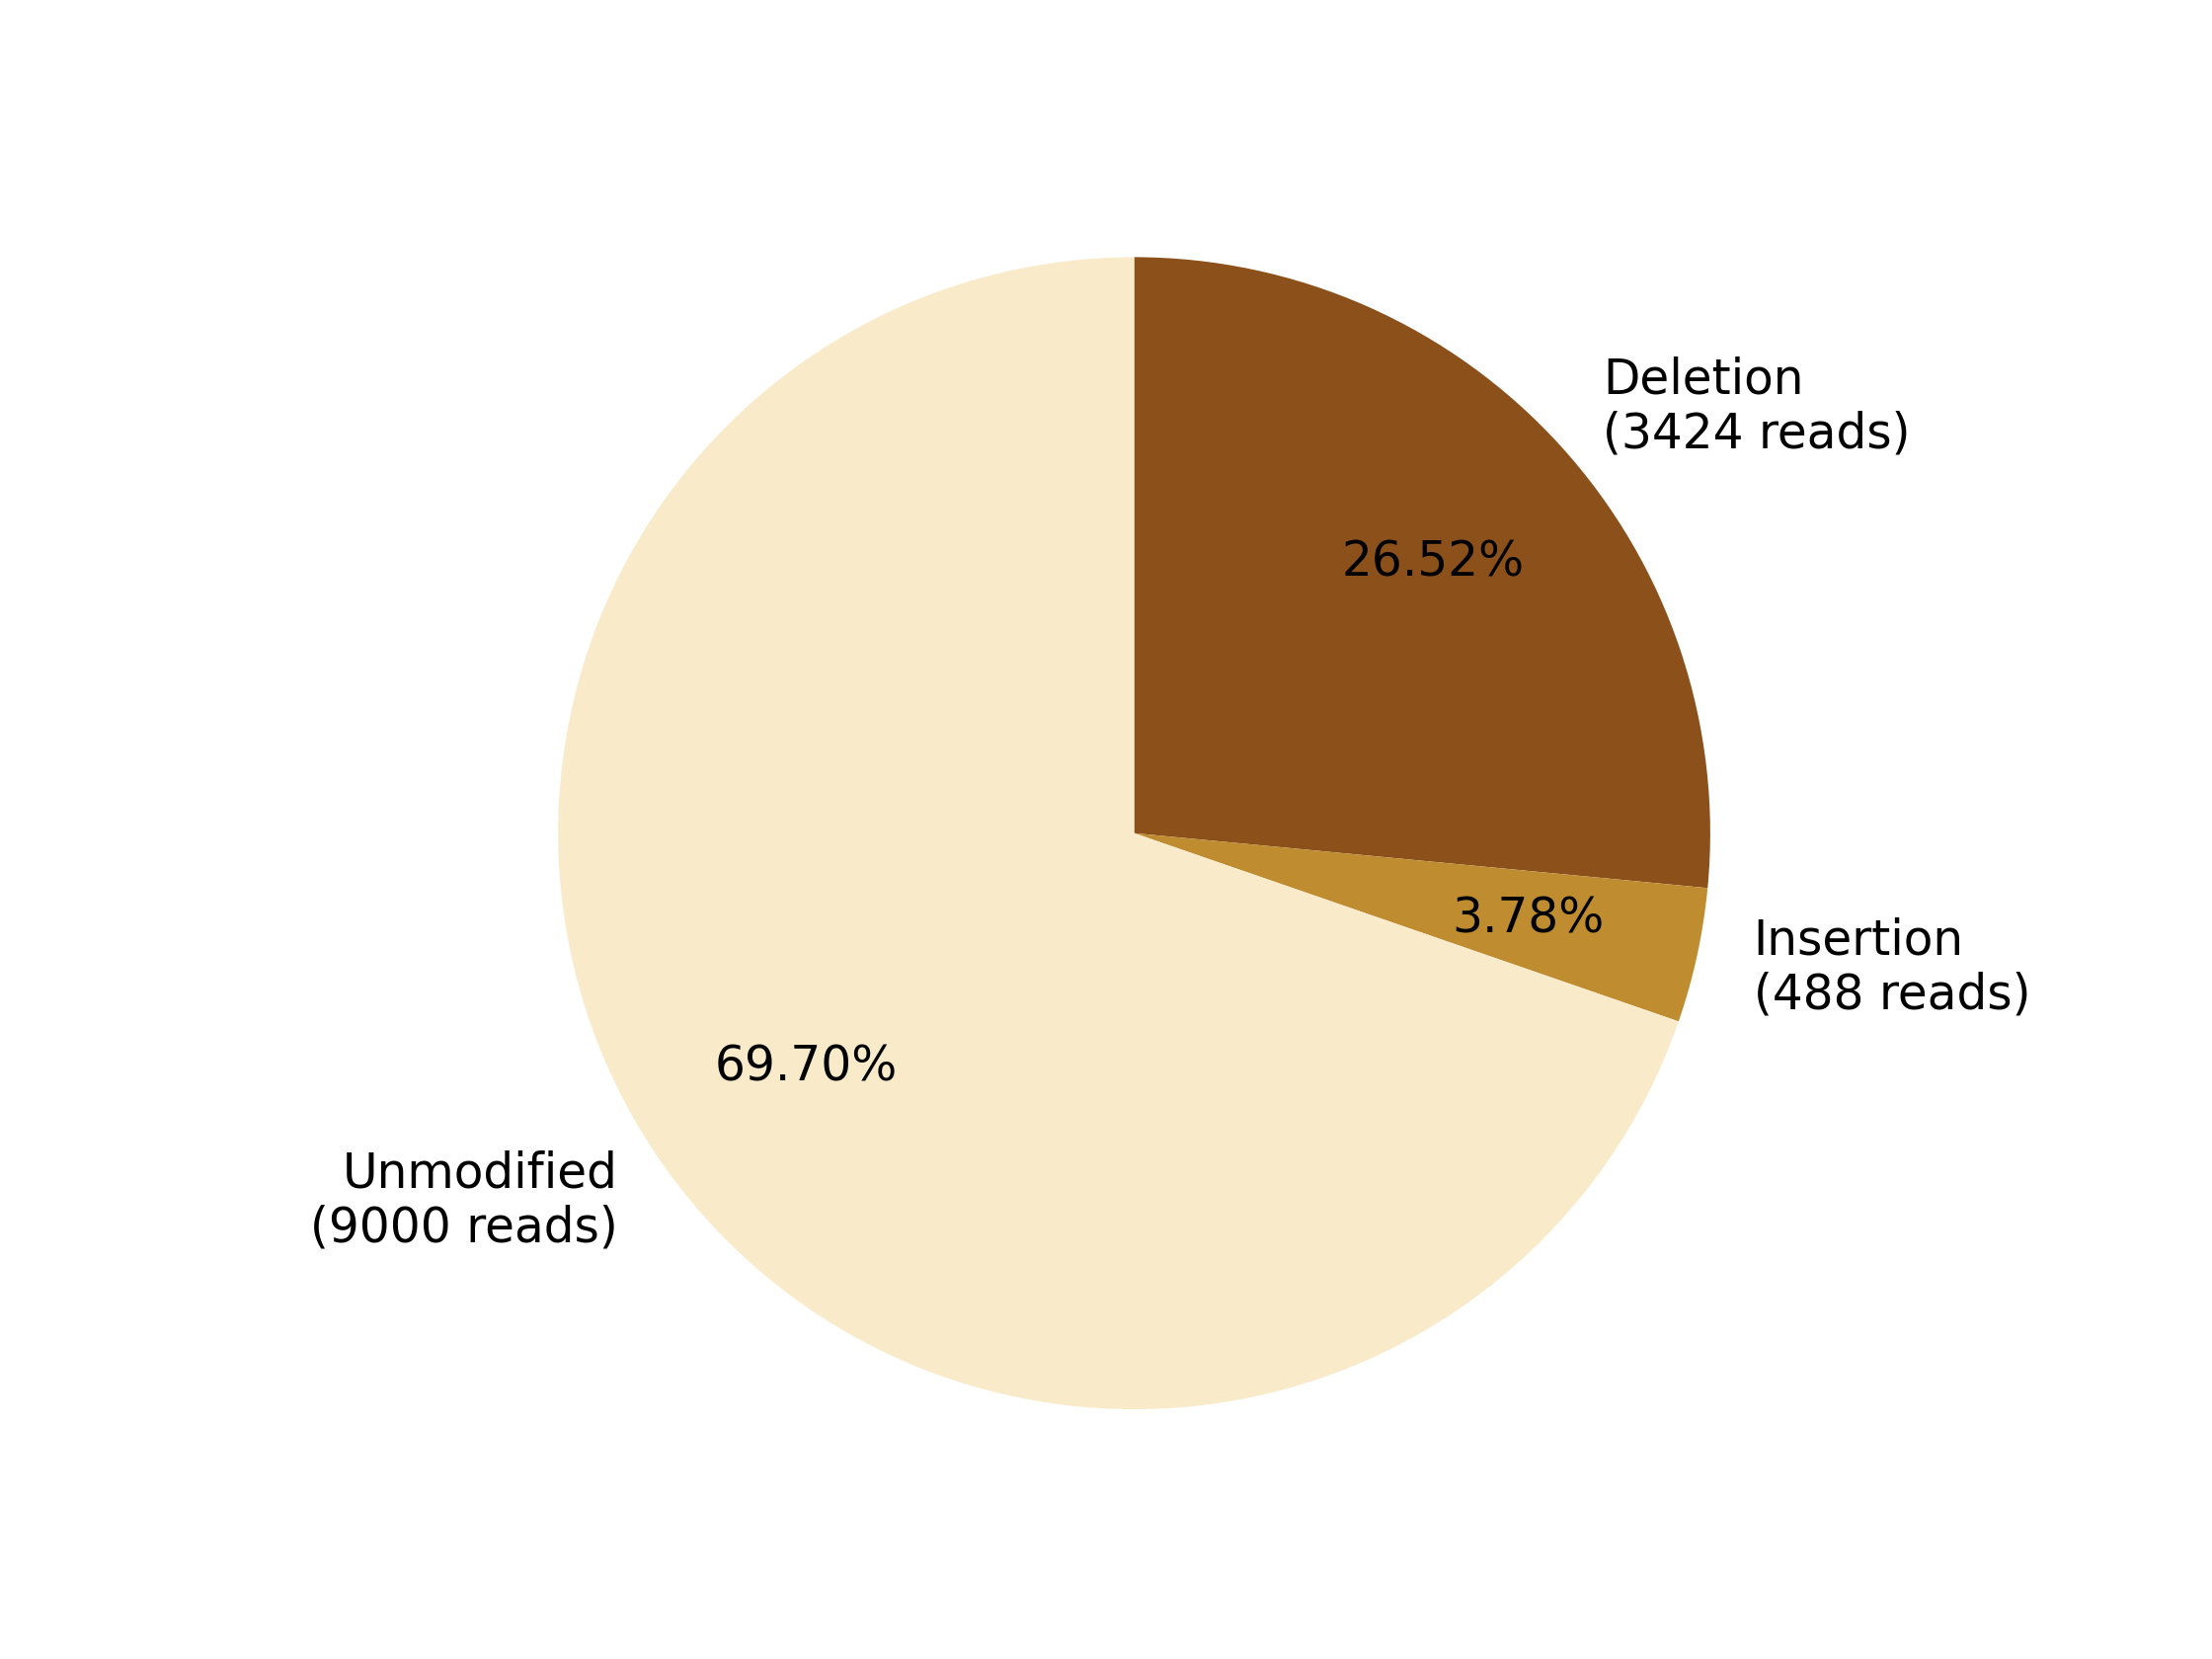 Deletion
(3424 reads)
26.52%
3.78%
Insertion
(488 reads)
69.70%
Unmodified
(9000 reads)